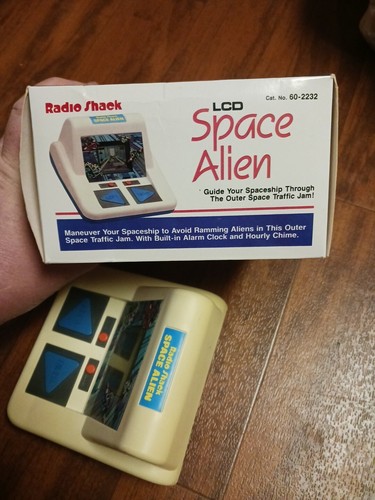 Radio Shack
LCD
Cat. No. 60-2232
Space
Alien
SPACE ALIEN
Guide Your Spaceship Through
The Outer Space Traffic Jam!
Maneuver Your Spaceship to Avoid Ramming Aliens in This Outer
Space Traffic Jam. With Built-in Alarm Clock and Hourly Chime.
Radio Shack
SPACE ALIEN